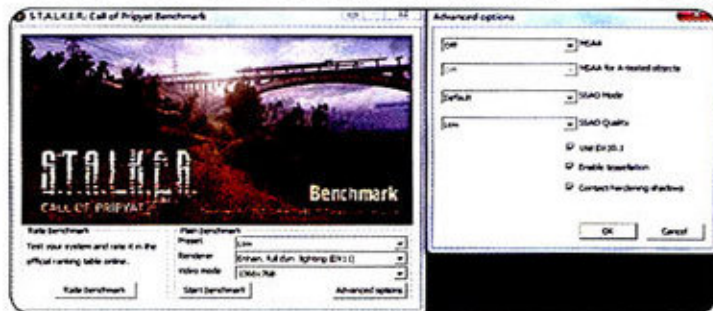 S.T.A.L.K.E.R.: Call of Pripyat Benchmark
S.T.A.L.K.E.R.
CALL OF PRIPYAT
Benchmark
Rate benchmark
Test your system and rate it in the
official ranking table online.
Rate benchmark
Main benchmark
Preset
Low
Renderer
Enhan. full dyn. lighting (DX11)
Video mode
1366x768
Start benchmark
Advanced options
Advanced options
Off
MSAA
Off
MSAA for A-tested objects
Default
SSAO Mode
Low
SSAO Quality
Use DX10.1
Enable tessellation
Contact hardening shadows
OK
Cancel